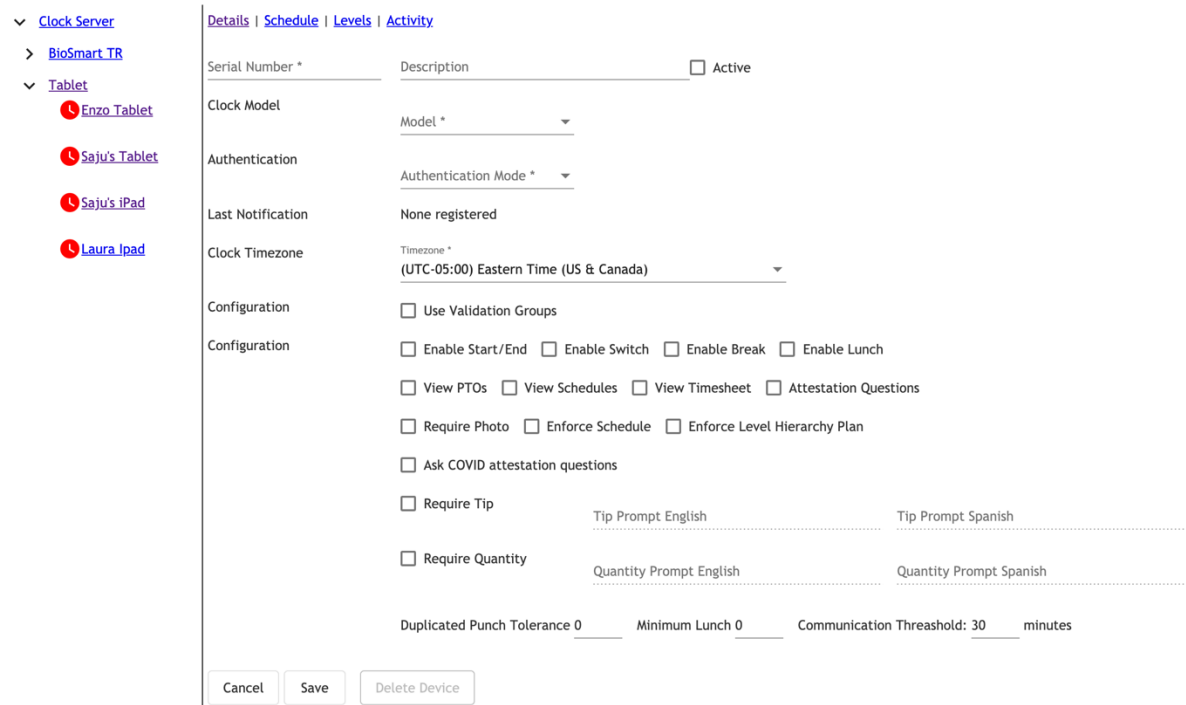 Clock Server
BioSmart TR
Tablet
Enzo Tablet
Saju's Tablet
Saju's iPad
Laura Ipad
Details | Schedule | Levels | Activity
Serial Number * Description Active
Clock Model
Model *
Authentication
Authentication Mode *
Last Notification None registered
Clock Timezone
Timezone *
(UTC-05:00) Eastern Time (US & Canada)
Configuration Use Validation Groups
Configuration Enable Start/End Enable Switch Enable Break Enable Lunch
View PTOs View Schedules View Timesheet Attestation Questions
Require Photo Enforce Schedule Enforce Level Hierarchy Plan
Ask COVID attestation questions
Require Tip
Tip Prompt English Tip Prompt Spanish
Require Quantity
Quantity Prompt English Quantity Prompt Spanish
Duplicated Punch Tolerance 0 Minimum Lunch 0 Communication Threashold: 30 minutes
Cancel Save Delete Device